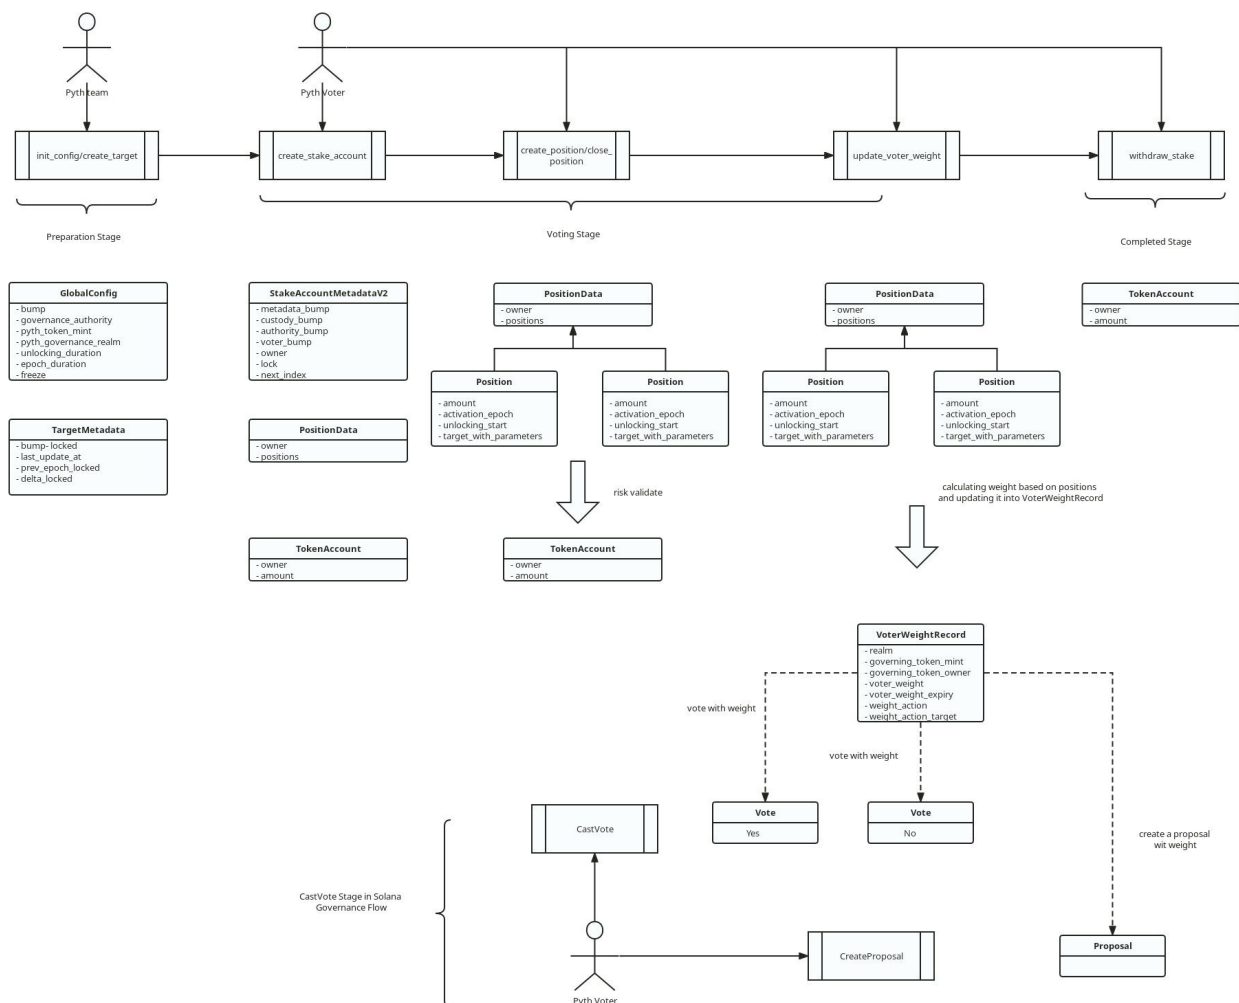 Pyth team
Pyth Voter
init_config/create_target
create_stake_account
create_position/close_
position
update_voter_weight
withdraw_stake
Preparation Stage
Voting Stage
Completed Stage
GlobalConfig
- bump
- governance_authority
- pyth_token_mint
- pyth_governance_realm
- unlocking_duration
- epoch_duration
- freeze
StakeAccountMetadataV2
- metadata_bump
- custody_bump
- authority_bump
- voter_bump
- owner
- lock
- next_index
PositionData
- owner
- positions
PositionData
- owner
- positions
TokenAccount
- owner
- amount
Position
- amount
- activation_epoch
- unlocking_start
- target_with_parameters
Position
- amount
- activation_epoch
- unlocking_start
- target_with_parameters
Position
- amount
- activation_epoch
- unlocking_start
- target_with_parameters
Position
- amount
- activation_epoch
- unlocking_start
- target_with_parameters
TargetMetadata
- bump- locked
- last_update_at
- prev_epoch_locked
- delta_locked
PositionData
- owner
- positions
risk validate
calculating weight based on positions
and updating it into VoterWeightRecord
TokenAccount
- owner
- amount
TokenAccount
- owner
- amount
VoterWeightRecord
- realm
- governing_token_mint
- governing_token_owner
- voter_weight
- voter_weight_expiry
- weight_action
- weight_action_target
vote with weight
vote with weight
Vote
Yes
Vote
No
CastVote
create a proposal
wit weight
CastVote Stage in Solana
Governance Flow
CreateProposal
Proposal
Pyth Voter